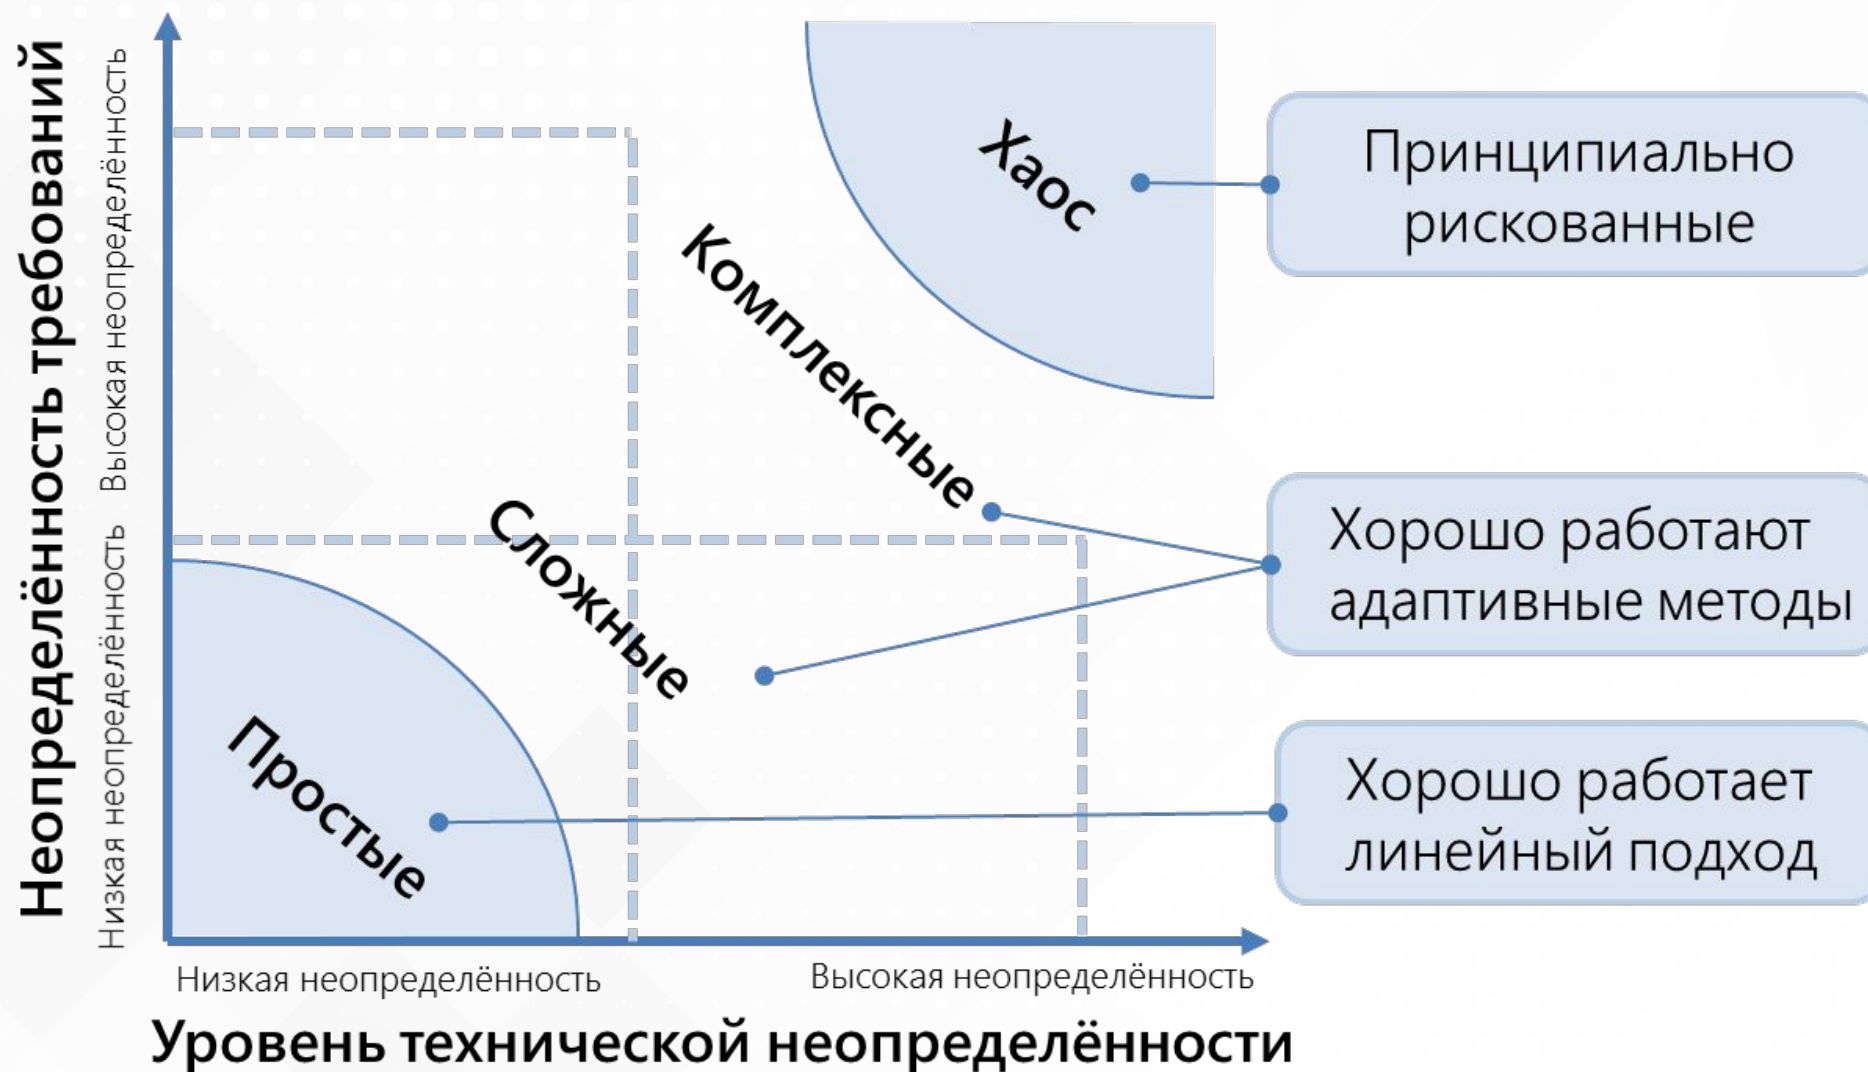 Неопределённость требований
Высокая неопределённость
Низкая неопределённость
Хаос
Комплексные
Сложные
Простые
Принципиально
рискованные
Хорошо работают
адаптивные методы
Хорошо работает
линейный подход
Низкая неопределённость
Высокая неопределённость
Уровень технической неопределённости